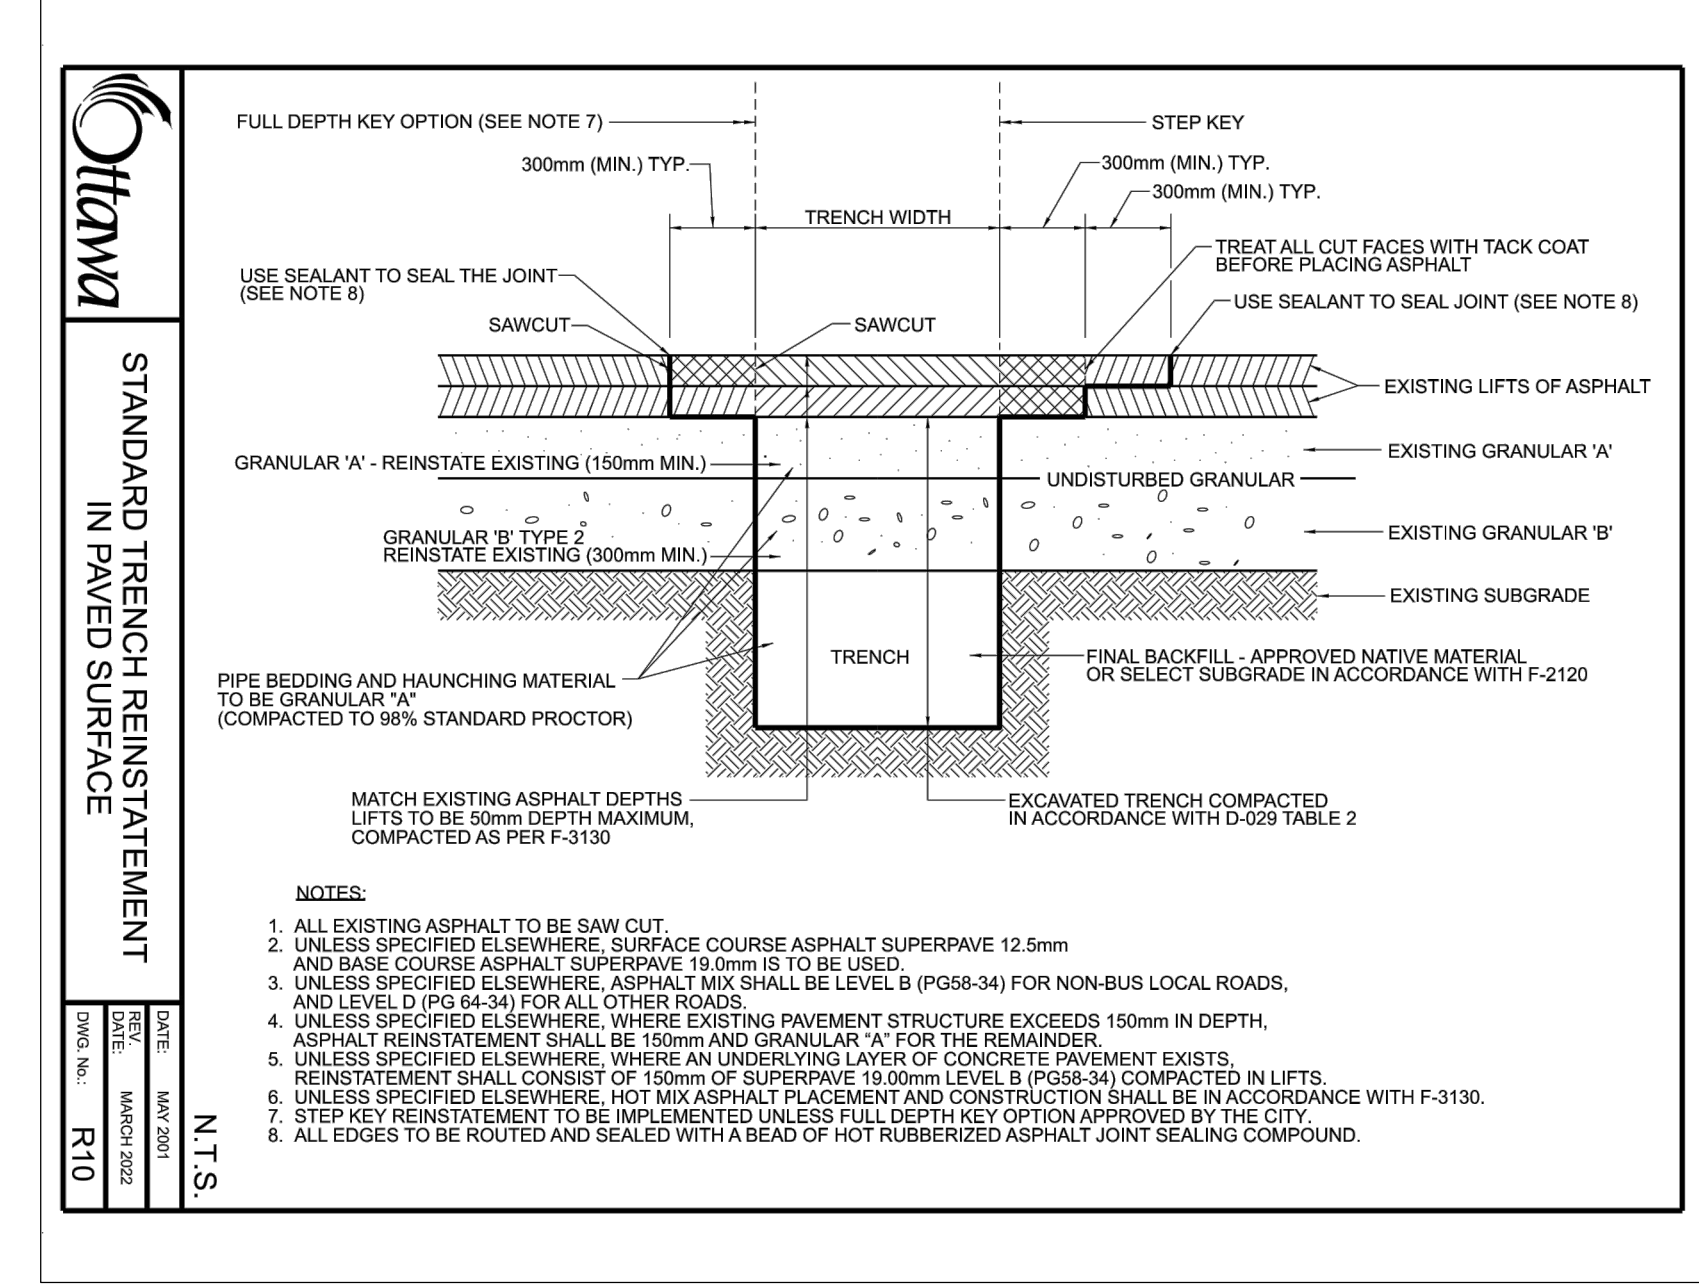 Ottawa
STANDARD TRENCH REINSTATEMENT
IN PAVED SURFACE
DATE: MAY 2001
REV.
DATE: MARCH 2022
DWG. No.: R10
N.T.S.
FULL DEPTH KEY OPTION (SEE NOTE 7)
STEP KEY
300mm (MIN.) TYP.
300mm (MIN.) TYP.
300mm (MIN.) TYP.
TRENCH WIDTH
TREAT ALL CUT FACES WITH TACK COAT
BEFORE PLACING ASPHALT
USE SEALANT TO SEAL THE JOINT
(SEE NOTE 8)
USE SEALANT TO SEAL JOINT (SEE NOTE 8)
SAWCUT
SAWCUT
EXISTING LIFTS OF ASPHALT
GRANULAR 'A' - REINSTATE EXISTING (150mm MIN.)
EXISTING GRANULAR 'A'
UNDISTURBED GRANULAR
GRANULAR 'B' TYPE 2
REINSTATE EXISTING (300mm MIN.)
EXISTING GRANULAR 'B'
EXISTING SUBGRADE
TRENCH
FINAL BACKFILL - APPROVED NATIVE MATERIAL
OR SELECT SUBGRADE IN ACCORDANCE WITH F-2120
PIPE BEDDING AND HAUNCHING MATERIAL
TO BE GRANULAR "A"
(COMPACTED TO 98% STANDARD PROCTOR)
MATCH EXISTING ASPHALT DEPTHS
LIFTS TO BE 50mm DEPTH MAXIMUM,
COMPACTED AS PER F-3130
EXCAVATED TRENCH COMPACTED
IN ACCORDANCE WITH D-029 TABLE 2
NOTES:
1. ALL EXISTING ASPHALT TO BE SAW CUT.
2. UNLESS SPECIFIED ELSEWHERE, SURFACE COURSE ASPHALT SUPERPAVE 12.5mm
AND BASE COURSE ASPHALT SUPERPAVE 19.0mm IS TO BE USED.
3. UNLESS SPECIFIED ELSEWHERE, ASPHALT MIX SHALL BE LEVEL B (PG58-34) FOR NON-BUS LOCAL ROADS,
AND LEVEL D (PG 64-34) FOR ALL OTHER ROADS.
4. UNLESS SPECIFIED ELSEWHERE, WHERE EXISTING PAVEMENT STRUCTURE EXCEEDS 150mm IN DEPTH,
ASPHALT REINSTATEMENT SHALL BE 150mm AND GRANULAR “A” FOR THE REMAINDER.
5. UNLESS SPECIFIED ELSEWHERE, WHERE AN UNDERLYING LAYER OF CONCRETE PAVEMENT EXISTS,
REINSTATEMENT SHALL CONSIST OF 150mm OF SUPERPAVE 19.00mm LEVEL B (PG58-34) COMPACTED IN LIFTS.
6. UNLESS SPECIFIED ELSEWHERE, HOT MIX ASPHALT PLACEMENT AND CONSTRUCTION SHALL BE IN ACCORDANCE WITH F-3130.
7. STEP KEY REINSTATEMENT TO BE IMPLEMENTED UNLESS FULL DEPTH KEY OPTION APPROVED BY THE CITY.
8. ALL EDGES TO BE ROUTED AND SEALED WITH A BEAD OF HOT RUBBERIZED ASPHALT JOINT SEALING COMPOUND.